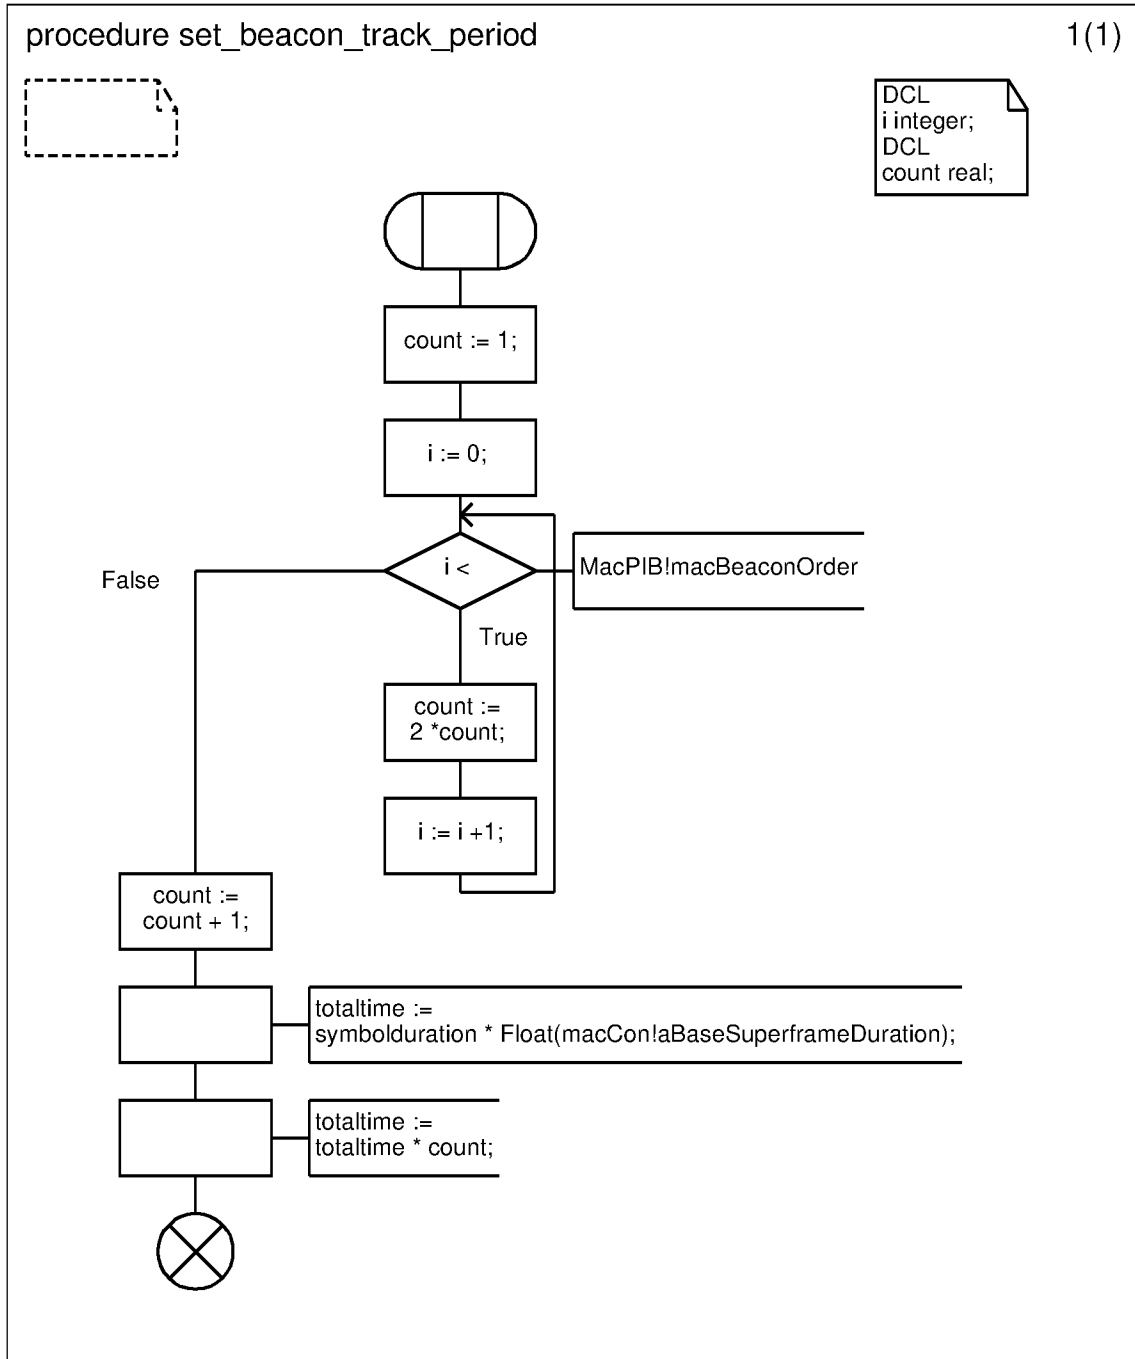 procedure set_beacon_track_period
1(1)
DCL
i integer;
DCL
count real;
count := 1;
i := 0;
i <
MacPIB!macBeaconOrder
False
True
count :=
2 *count;
i := i +1;
count :=
count + 1;
totaltime :=
symbolduration * Float(macCon!aBaseSuperframeDuration);
totaltime :=
totaltime * count;